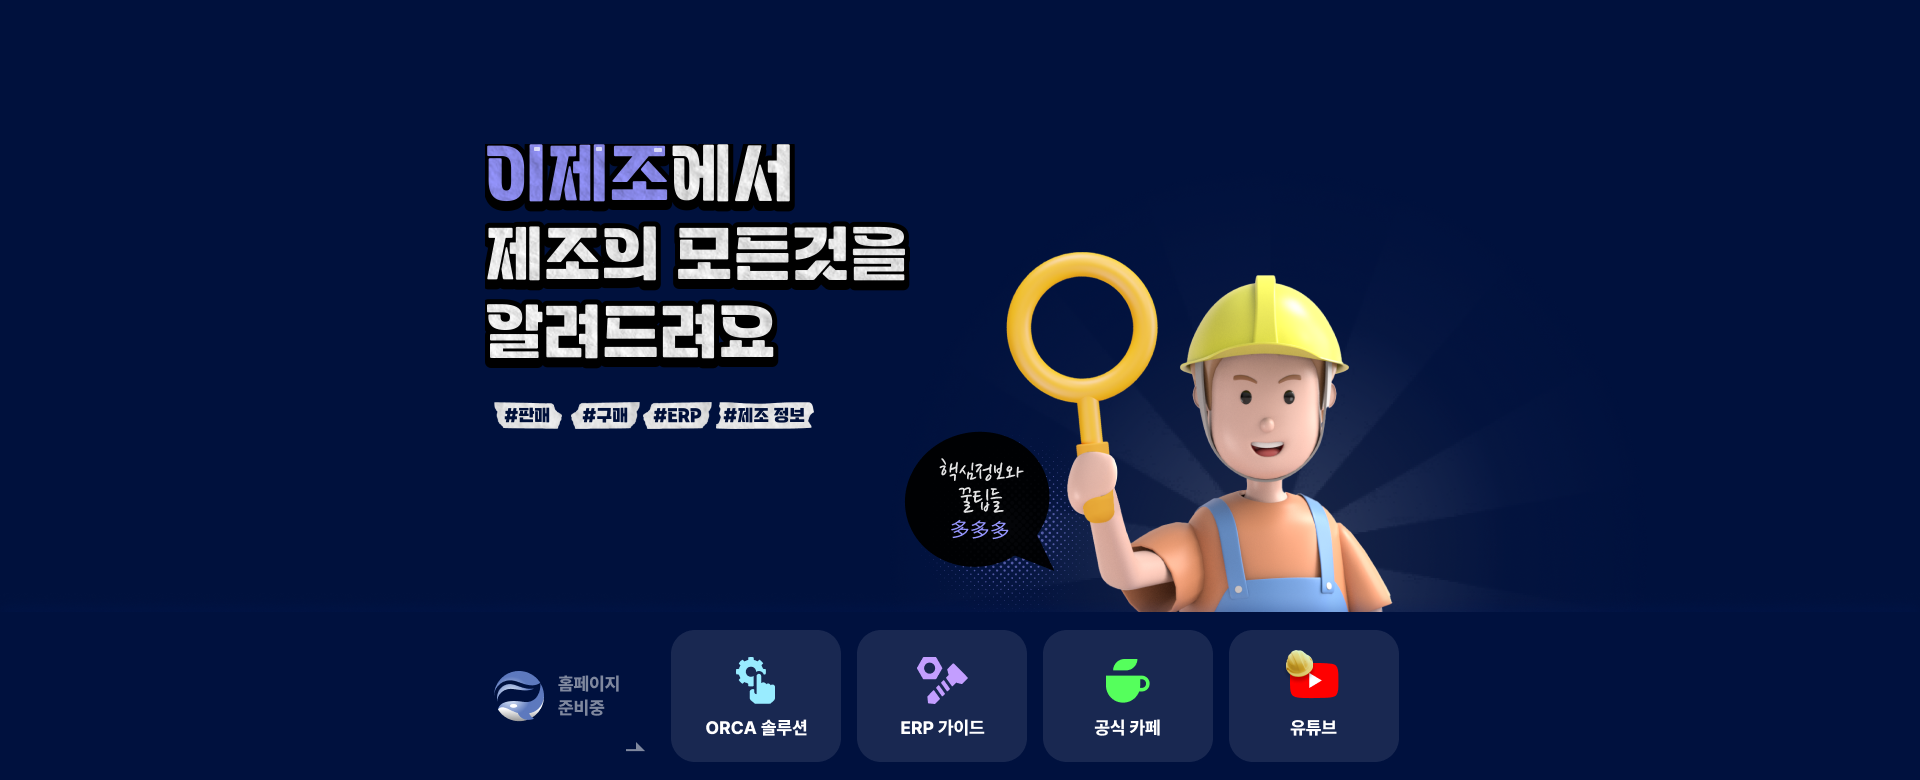 이제조에서
제조의 모든것을
알려드려요
#판매 #구매 #ERP #제조 정보
핵심정보와
꿀팁들
多多多
홈페이지
준비중
ORCA 솔루션
ERP 가이드
공식 카페
유튜브